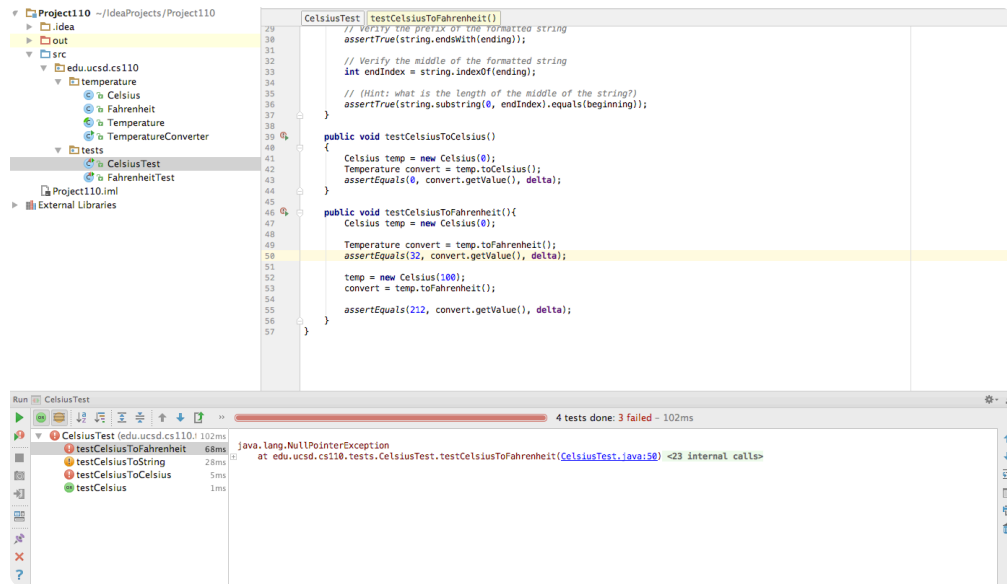 Project110 ~/IdeaProjects/Project110
.idea
out
src
edu.ucsd.cs110
temperature
Celsius
Fahrenheit
Temperature
TemperatureConverter
tests
CelsiusTest
FahrenheitTest
Project110.iml
External Libraries
CelsiusTest testCelsiusToFahrenheit()
29 // Verify the prefix of the formatted string
30 assertTrue(string.endsWith(ending));
31
32 // Verify the middle of the formatted string
33 int endIndex = string.indexOf(ending);
34
35 // (Hint: what is the length of the middle of the string?)
36 assertTrue(string.substring(0, endIndex).equals(beginning));
37 }
38
39 public void testCelsiusToCelsius()
40 {
41 Celsius temp = new Celsius(0);
42 Temperature convert = temp.toCelsius();
43 assertEquals(0, convert.getValue(), delta);
44 }
45
46 public void testCelsiusToFahrenheit(){
47 Celsius temp = new Celsius(0);
48
49 Temperature convert = temp.toFahrenheit();
50 assertEquals(32, convert.getValue(), delta);
51
52 temp = new Celsius(100);
53 convert = temp.toFahrenheit();
54
55 assertEquals(212, convert.getValue(), delta);
56 }
57 }
Run CelsiusTest
4 tests done: 3 failed – 102ms
CelsiusTest (edu.ucsd.cs110.t 102ms
testCelsiusToFahrenheit 68ms
testCelsiusToString 28ms
testCelsiusToCelsius 5ms
testCelsius 1ms
java.lang.NullPointerException
at edu.ucsd.cs110.tests.CelsiusTest.testCelsiusToFahrenheit(CelsiusTest.java:50) <23 internal calls>